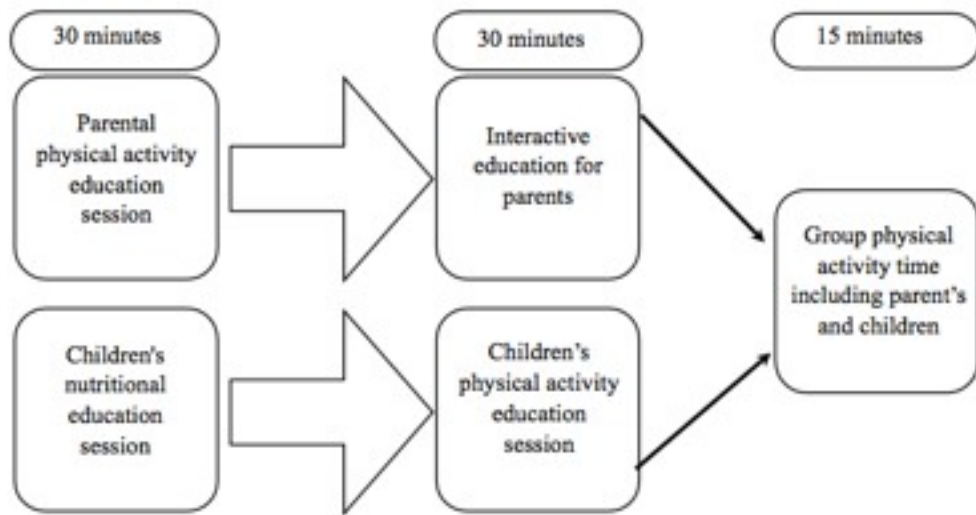 30 minutes
30 minutes
15 minutes
Parental
physical activity
education
session
Interactive
education for
parents
Group physical
activity time
including parent's
and children
Children's
nutritional
education
session
Children's
physical activity
education
session